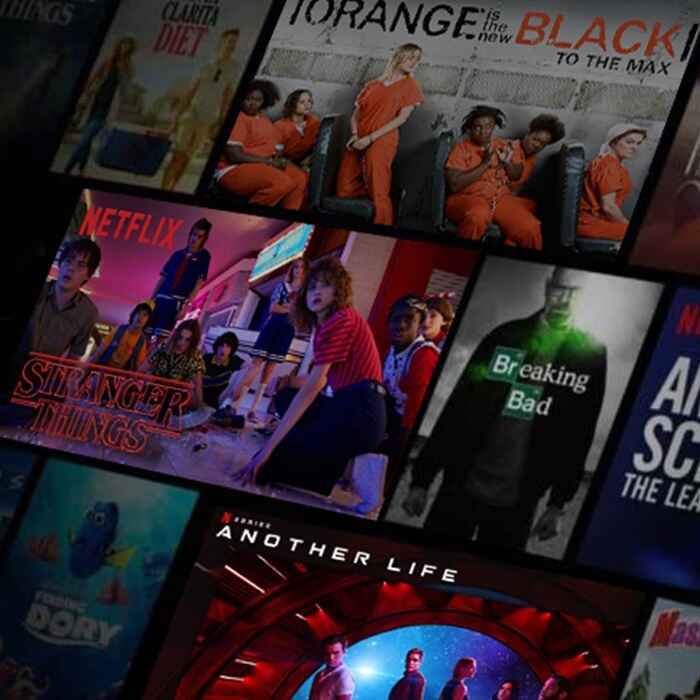 THINGS
CLARITA
DIET
ORANGE is the new BLACK
TO THE MAX
NETFLIX
STRANGER
THINGS
Breaking
Bad
SC
THE LEA
FINDING
DORY
N SERIES
ANOTHER LIFE
Mas